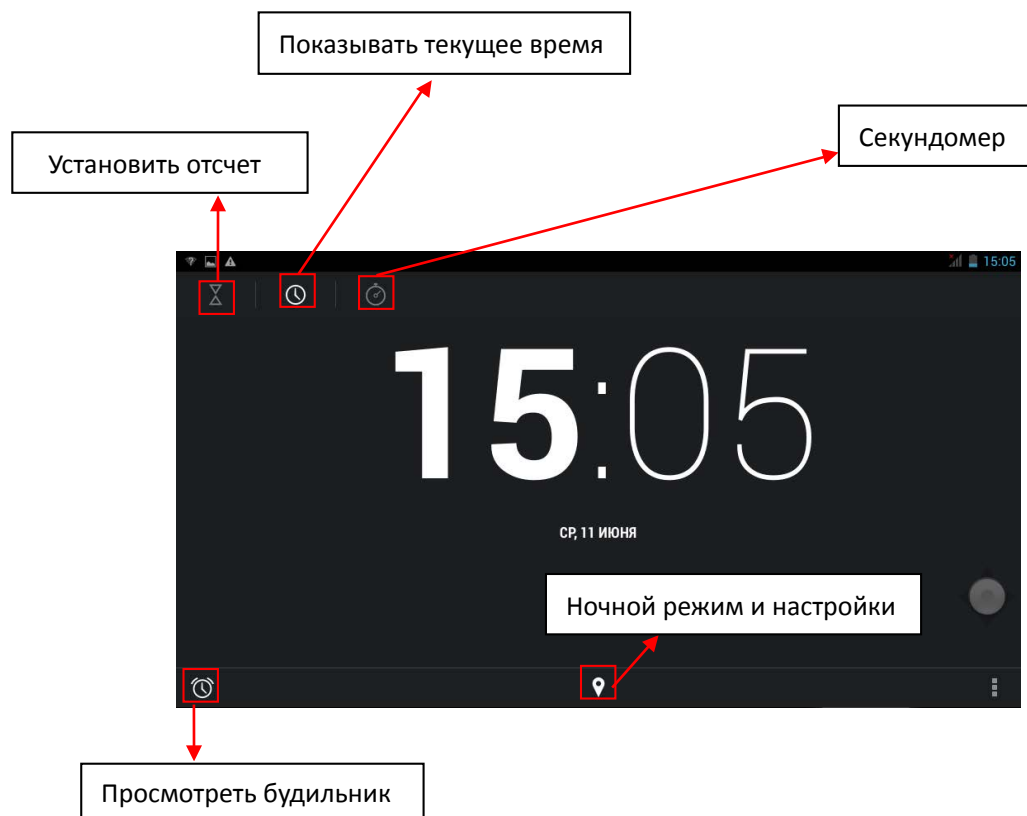 Показывать текущее время
Секундомер
Установить отсчет
15:05
15:05
СР, 11 ИЮНЯ
Ночной режим и настройки
Просмотреть будильник